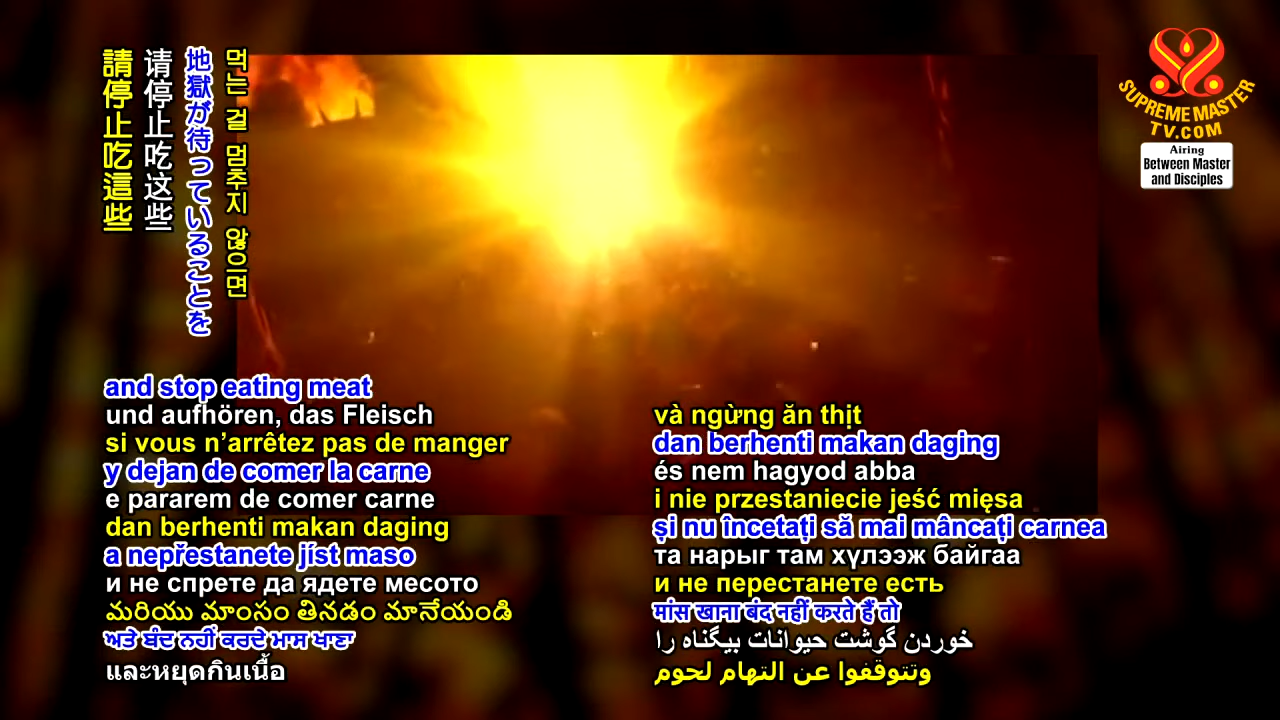 請停止吃這些
请停止吃这些
地獄が待っていることを
먹는 걸 멈추지 않으면
SUPREME MASTER
TV.COM
Airing
Between Master
and Disciples
and stop eating meat
und aufhören, das Fleisch
si vous n’arrêtez pas de manger
y dejan de comer la carne
e pararem de comer carne
dan berhenti makan daging
a nepřestanete jíst maso
и не спрете да ядете месото
మరియు మాంసం తినడం మానేయండి
ਅਤੇ ਬੰਦ ਨਹੀਂ ਕਰਦੇ ਮਾਸ ਖਾਣਾ
และหยุดกินเนื้อ
và ngừng ăn thịt
dan berhenti makan daging
és nem hagyod abba
i nie przestaniecie jeść mięsa
și nu încetați să mai mâncați carnea
та нарыг там хүлээж байгаа
и не перестанете есть
मांस खाना बंद नहीं करते हैं तो
خوردن گوشت حیوانات بیگناه را
وتتوقفوا عن التهام لحوم